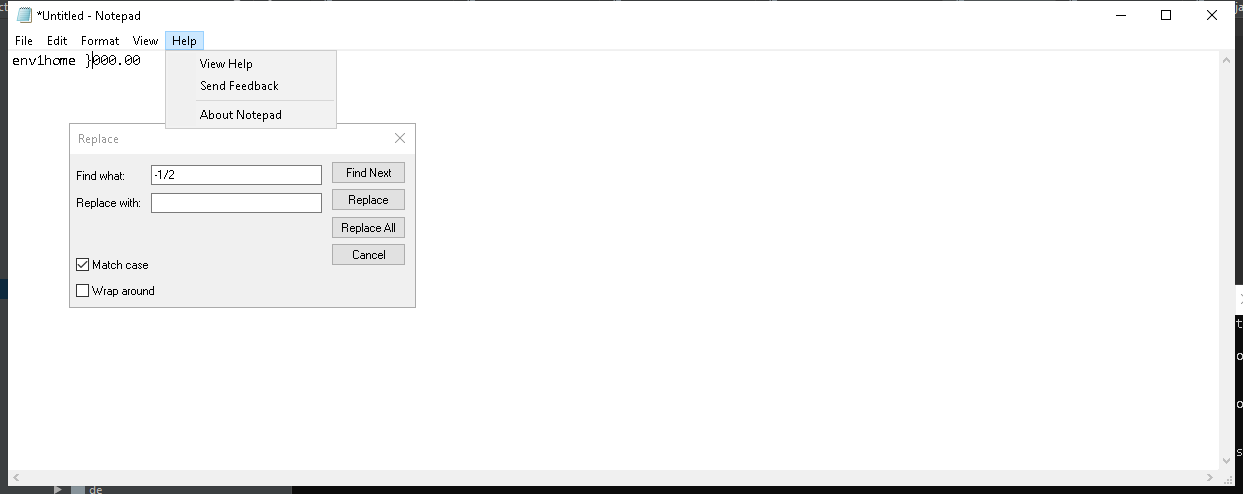 *Untitled - Notepad
File Edit Format View Help
env1home }000.00
View Help
Send Feedback
About Notepad
Replace
Find what: -1/2 Find Next
Replace with: Replace
Replace All
Cancel
Match case
Wrap around
de